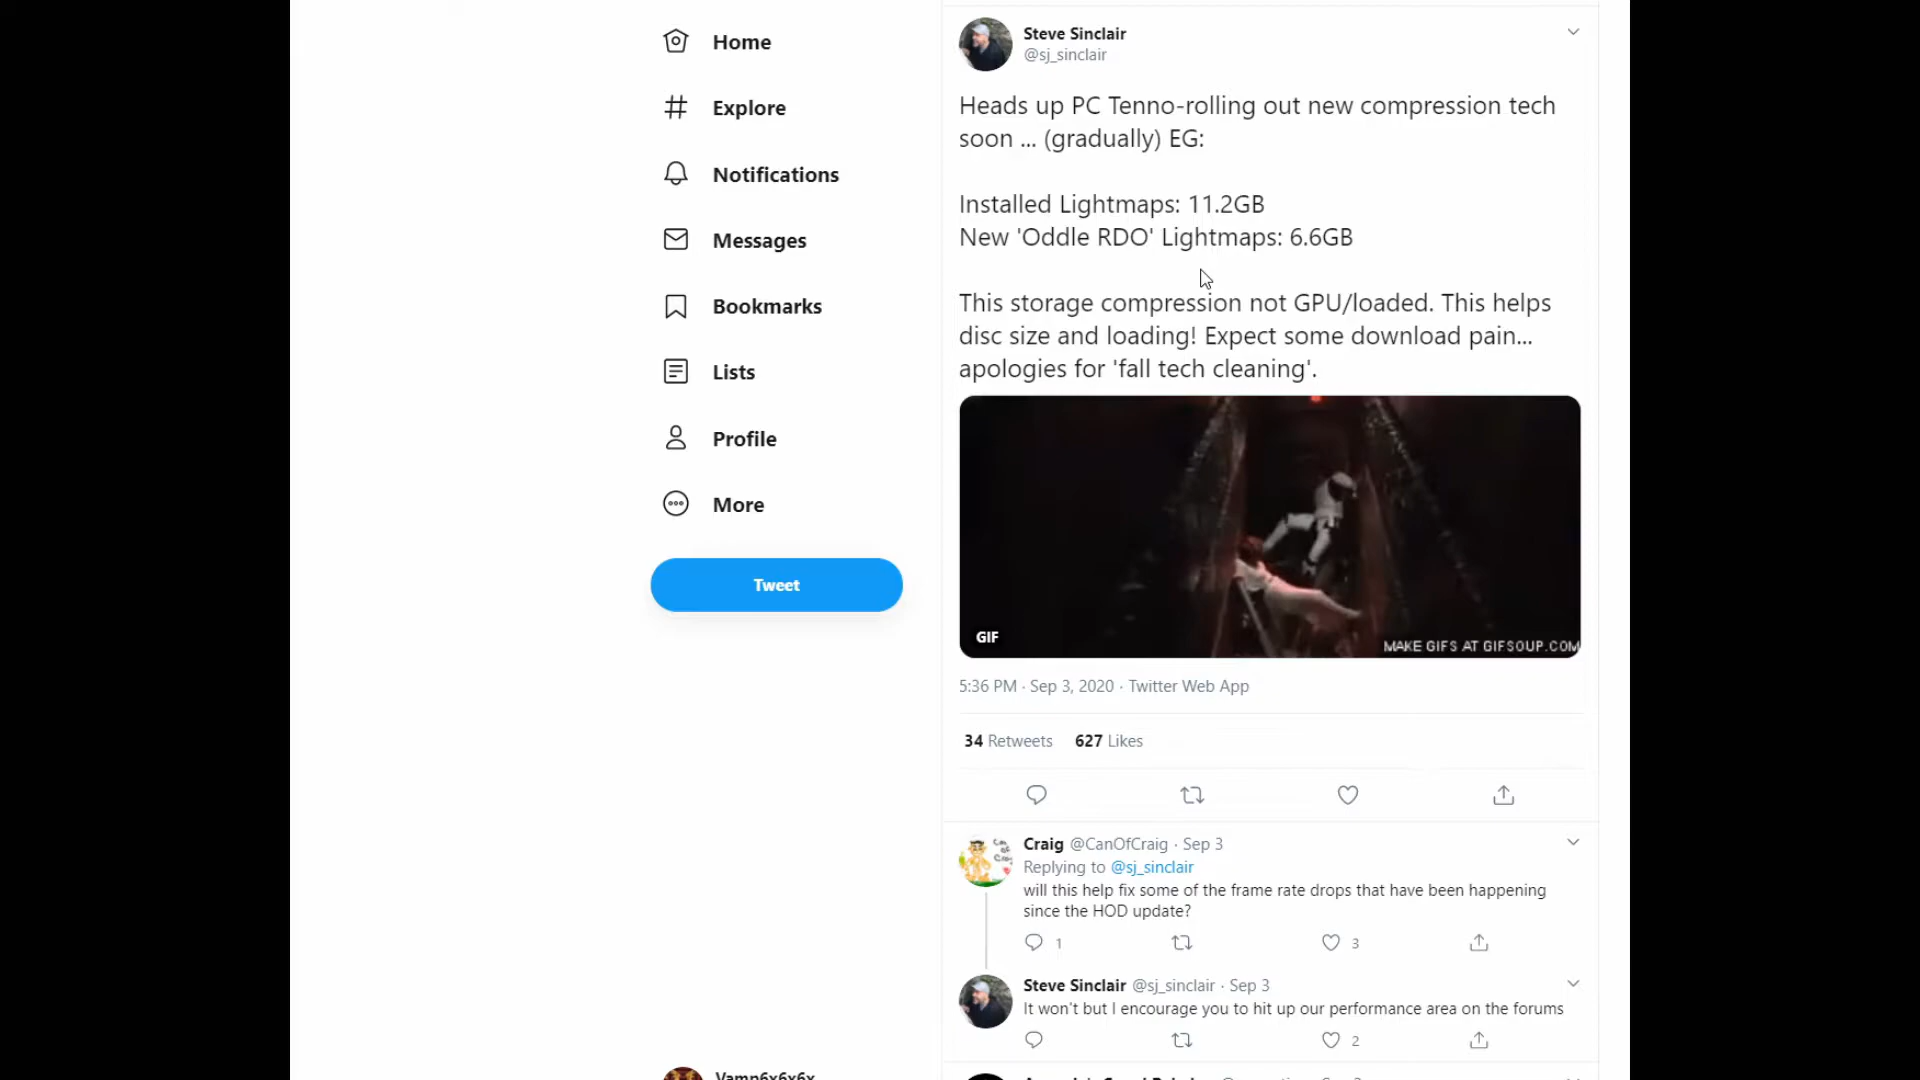 Home
Explore
Notifications
Messages
Bookmarks
Lists
Profile
More
Tweet
Steve Sinclair
@sj_sinclair
Heads up PC Tenno-rolling out new compression tech
soon ... (gradually) EG:
Installed Lightmaps: 11.2GB
New 'Oddle RDO' Lightmaps: 6.6GB
This storage compression not GPU/loaded. This helps
disc size and loading! Expect some download pain...
apologies for 'fall tech cleaning'.
GIF
MAKE GIFS AT GIFSOUP.COM
5:36 PM · Sep 3, 2020 · Twitter Web App
34 Retweets 627 Likes
Craig @CanOfCraig · Sep 3
Replying to @sj_sinclair
will this help fix some of the frame rate drops that have been happening
since the HOD update?
1 3
Steve Sinclair @sj_sinclair · Sep 3
It won't but I encourage you to hit up our performance area on the forums
2
Vamp6x6x6x